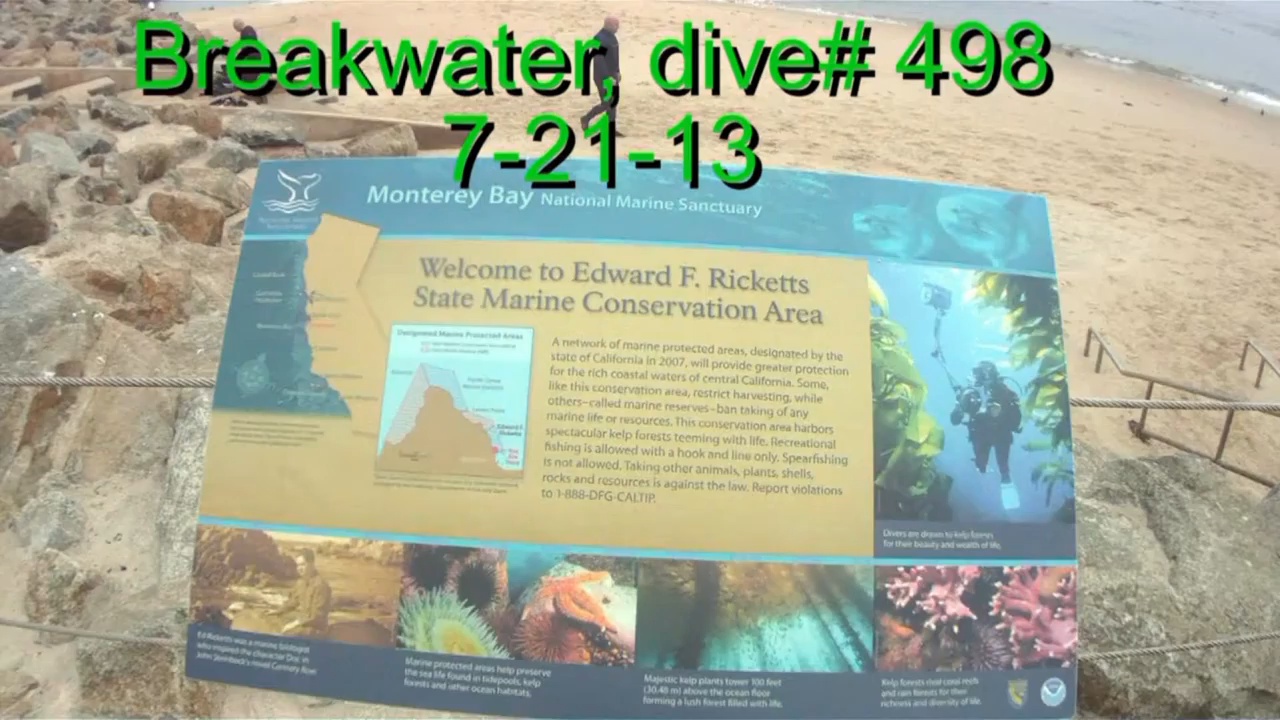 Breakwater, dive# 498
7-21-13
Monterey Bay National Marine Sanctuary
Welcome to Edward F. Ricketts
State Marine Conservation Area
Designated Marine Protected Areas
A network of marine protected areas, designated by the
state of California in 2007, will provide greater protection
for the rich coastal waters of central California. Some,
like this conservation area, restrict harvesting, while
others–called marine reserves–ban taking of any
marine life or resources. This conservation area harbors
spectacular kelp forests teeming with life. Recreational
fishing is allowed with a hook and line only. Spearfishing
is not allowed. Taking other animals, plants, shells,
rocks and resources is against the law. Report violations
to 1-888-DFG-CALTIP.
Edward F.
Ricketts
Divers are drawn to kelp forests
for their beauty and wealth of life.
Ed Ricketts was a marine biologist
who inspired the character Doc in
John Steinbeck's novel Cannery Row
Marine protected areas help preserve
the sea life found in tidepools, kelp
forests and other ocean habitats.
Majestic kelp plants tower 100 feet
(30.48 m) above the ocean floor
forming a lush forest filled with life.
Kelp forests rival coral reefs
and rain forests for their
richness and diversity of life.